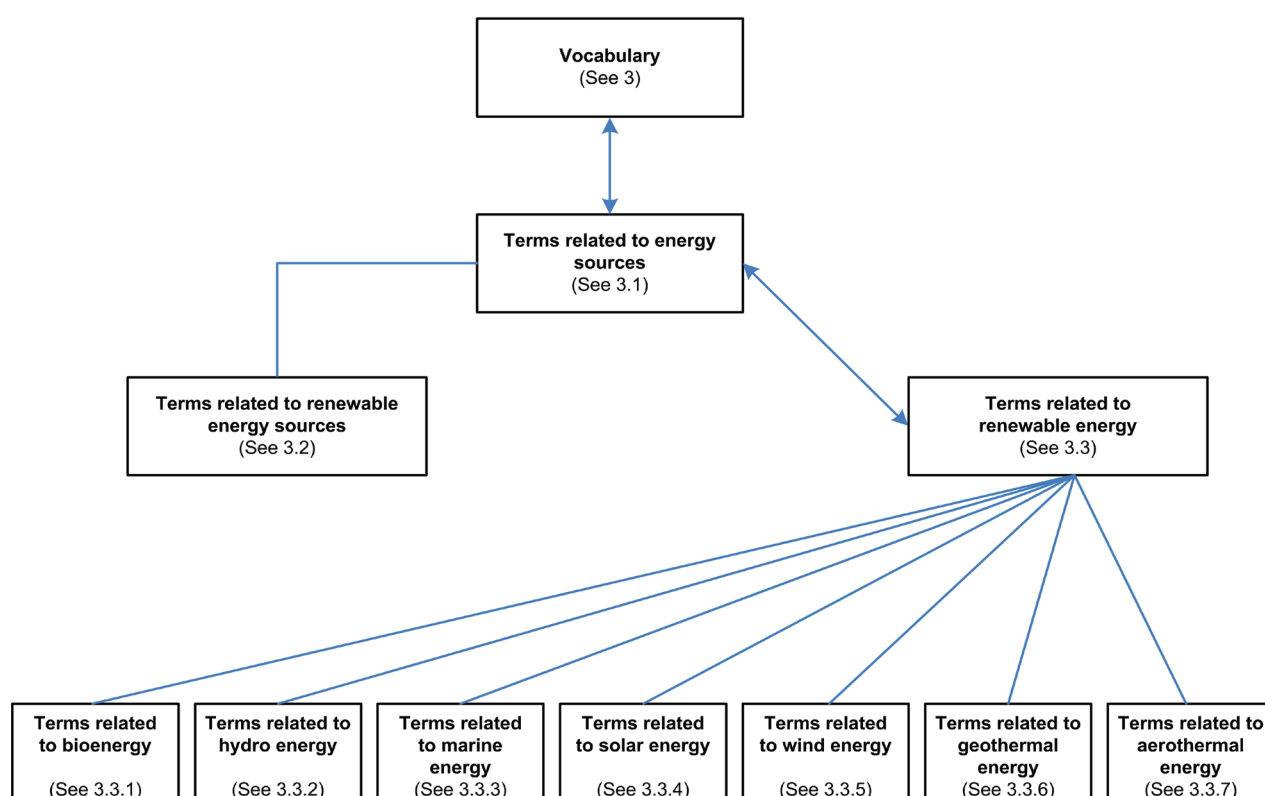 Vocabulary
(See 3)
Terms related to energy
sources
(See 3.1)
Terms related to renewable
energy sources
(See 3.2)
Terms related to
renewable energy
(See 3.3)
Terms related
to bioenergy
(See 3.3.1)
Terms related to
hydro energy
(See 3.3.2)
Terms related
to marine
energy
(See 3.3.3)
Terms related
to solar energy
(See 3.3.4)
Terms related
to wind energy
(See 3.3.5)
Terms related to
geothermal
energy
(See 3.3.6)
Terms related to
aerothermal
energy
(See 3.3.7)